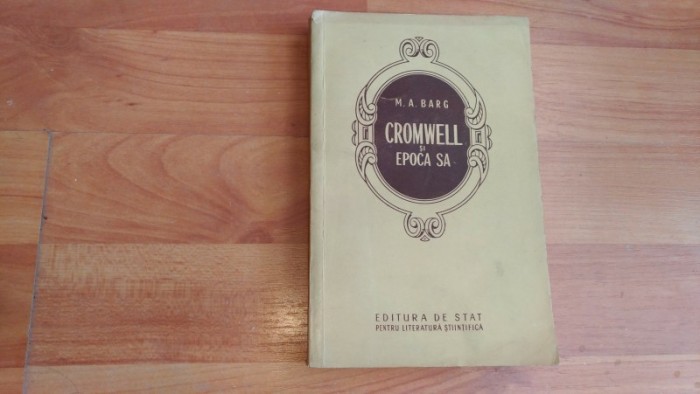 M. A. BARG
CROMWELL
și
EPOCA SA
EDITURA DE STAT
PENTRU LITERATURĂ ȘTIINȚIFICĂ